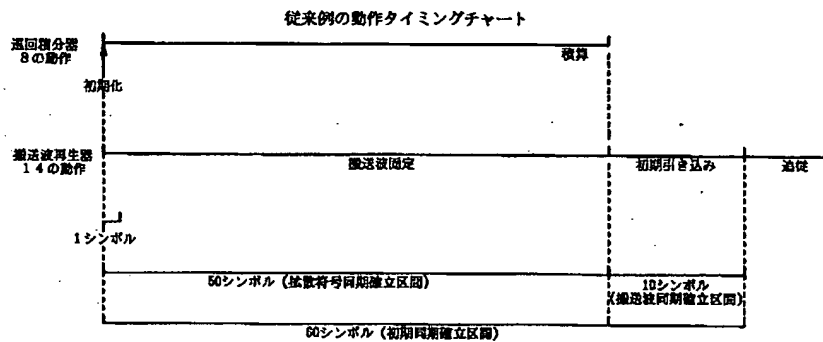 従来例の動作タイミングチャート
巡回積分器
8の動作
積算
初期化
搬送波再生器
14の動作
搬送波固定
初期引き込み
追従
1シンボル
50シンボル(拡散符号同期確立区間)
10シンボル
(搬送波同期確立区間)
60シンボル(初期同期確立区間)